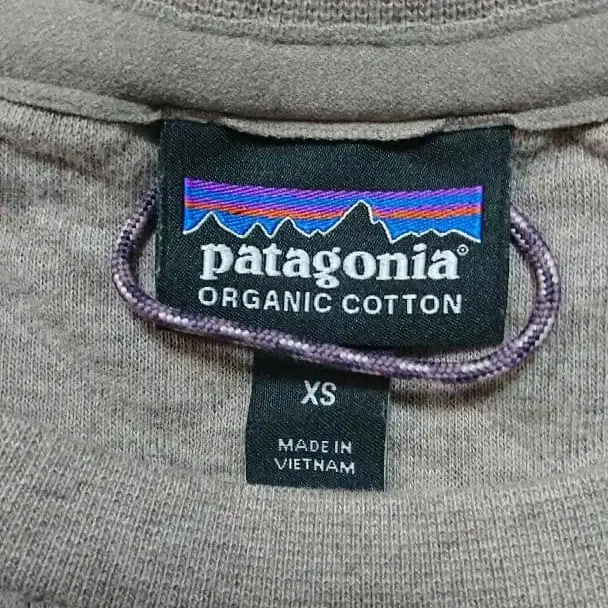 patagonia®
ORGANIC COTTON
XS
MADE IN
VIETNAM